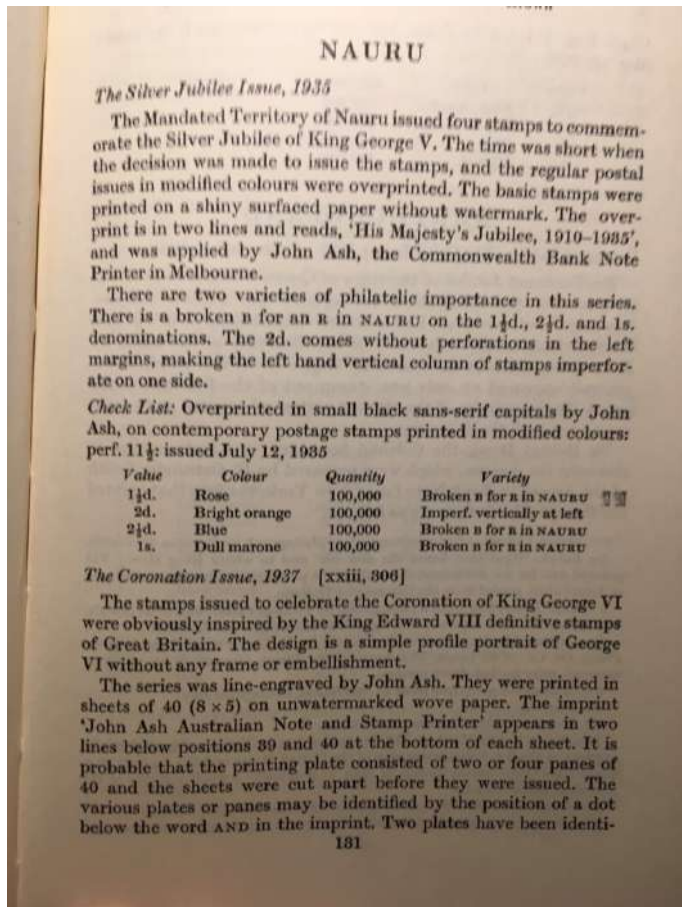 NAURU
The Silver Jubilee Issue, 1935
The Mandated Territory of Nauru issued four stamps to commem-
orate the Silver Jubilee of King George V. The time was short when
the decision was made to issue the stamps, and the regular postal
issues in modified colours were overprinted. The basic stamps were
printed on a shiny surfaced paper without watermark. The over-
print is in two lines and reads, 'His Majesty's Jubilee, 1910–1935',
and was applied by John Ash, the Commonwealth Bank Note
Printer in Melbourne.
There are two varieties of philatelic importance in this series.
There is a broken B for an R in NAURU on the 1½d., 2½d. and 1s.
denominations. The 2d. comes without perforations in the left
margins, making the left hand vertical column of stamps imperfor-
ate on one side.
Check List: Overprinted in small black sans-serif capitals by John
Ash, on contemporary postage stamps printed in modified colours:
perf. 11½: issued July 12, 1935
Value Colour Quantity Variety
1½d. Rose 100,000 Broken B for R in NAURU
2d. Bright orange 100,000 Imperf. vertically at left
2½d. Blue 100,000 Broken B for R in NAURU
1s. Dull marone 100,000 Broken B for R in NAURU
The Coronation Issue, 1937 [xxiii, 306]
The stamps issued to celebrate the Coronation of King George VI
were obviously inspired by the King Edward VIII definitive stamps
of Great Britain. The design is a simple profile portrait of George
VI without any frame or embellishment.
The series was line-engraved by John Ash. They were printed in
sheets of 40 (8 × 5) on unwatermarked wove paper. The imprint
'John Ash Australian Note and Stamp Printer' appears in two
lines below positions 39 and 40 at the bottom of each sheet. It is
probable that the printing plate consisted of two or four panes of
40 and the sheets were cut apart before they were issued. The
various plates or panes may be identified by the position of a dot
below the word AND in the imprint. Two plates have been identi-
131